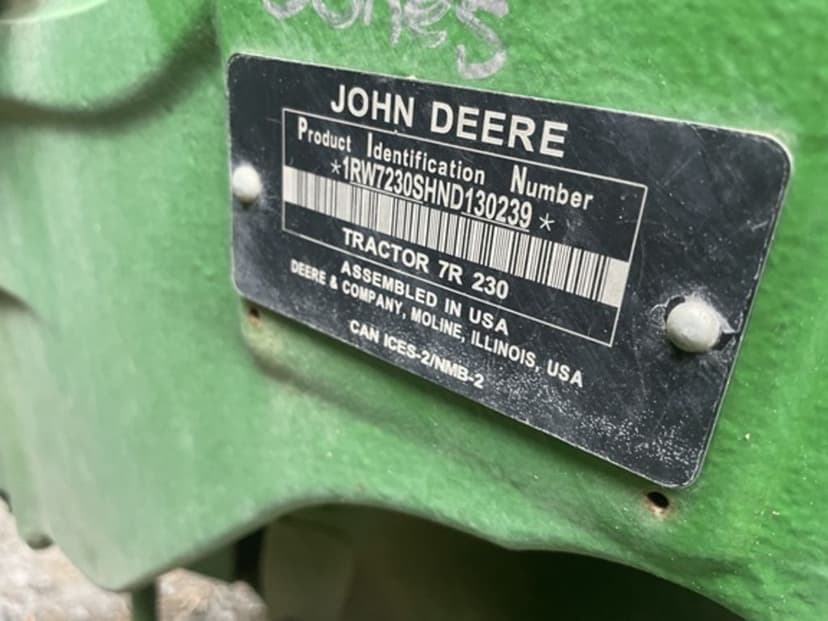 Jones
JOHN DEERE
Product Identification Number
*1RW7230SHND130239*
TRACTOR 7R 230
ASSEMBLED IN USA
DEERE & COMPANY, MOLINE, ILLINOIS, USA
CAN ICES-2/NMB-2